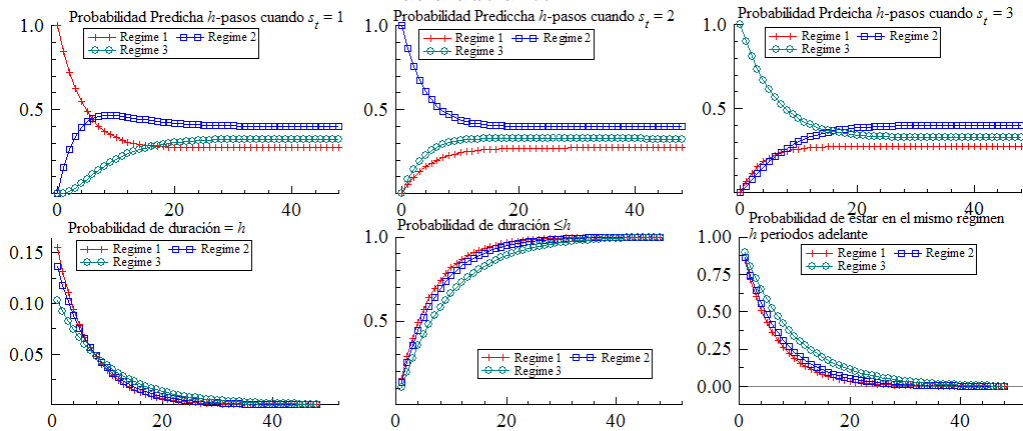 Probabilidad Predicha h-pasos cuando s_t = 1
Regime 1 Regime 2
Regime 3
0.5
0 20 40
Probabilidad Prediccha h-pasos cuando s_t = 2
Regime 1 Regime 2
Regime 3
1.0
0.5
0 20 40
Probabilidad Prdeicha h-pasos cuando s_t = 3
Regime 1 Regime 2
Regime 3
1.0
0.5
0 20 40
Probabilidad de duración = h
Regime 1 Regime 2
Regime 3
0.15
0.10
0.05
0 20 40
Probabilidad de duración ≤h
1.0
0.5
Regime 1 Regime 2
Regime 3
0 20 40
Probabilidad de éstar en el mismo régimen
h periodos adelante
1.00
Regime 1 Regime 2
Regime 3
0.75
0.50
0.25
0.00
0 20 40